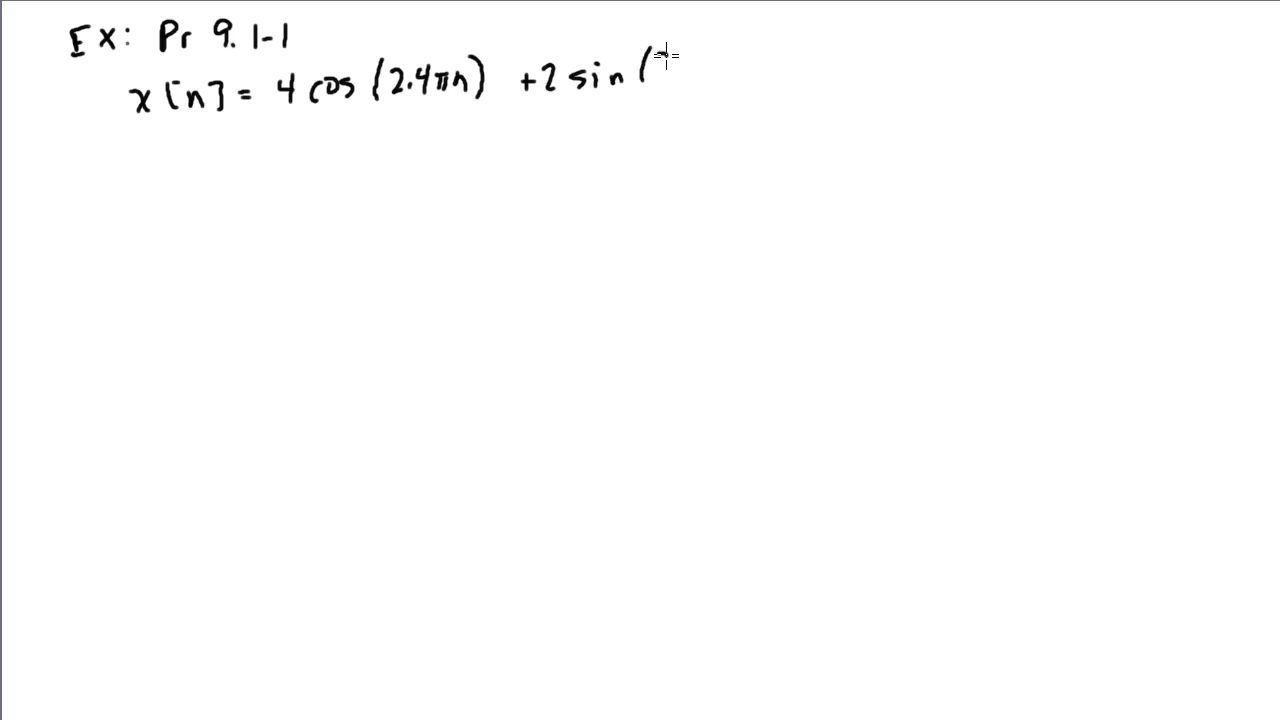 Ex: Pr 9.1-1
x[n] = 4 cos(2.4πn) + 2 sin(